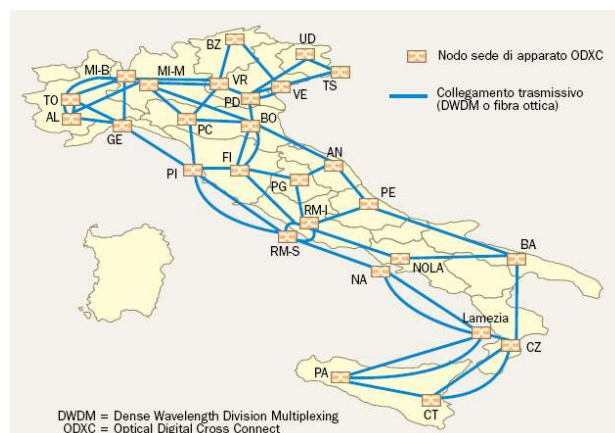 BZ
UD
Nodo sede di apparato ODXC
MI-B
MI-M
VR
TS
TO
PD
VE
Collegamento trasmissivo
(DWDM o fibra ottica)
AL
BO
PC
GE
AN
FI
PI
PG
PE
RM-I
BA
RM-S
NOLA
NA
Lamezia
CZ
PA
CT
DWDM = Dense Wavelength Division Multiplexing
ODXC = Optical Digital Cross Connect